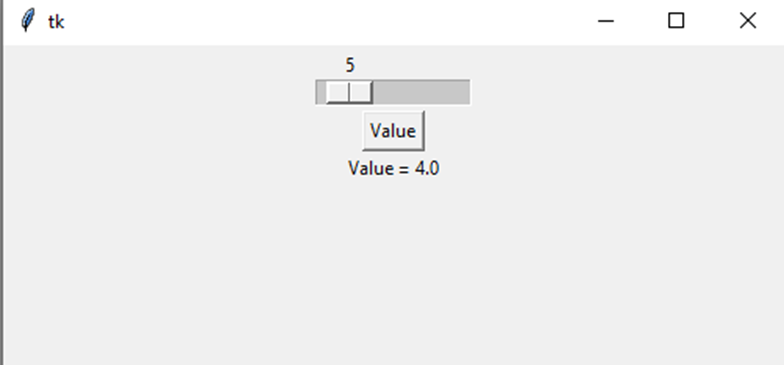 tk
5
Value
Value = 4.0